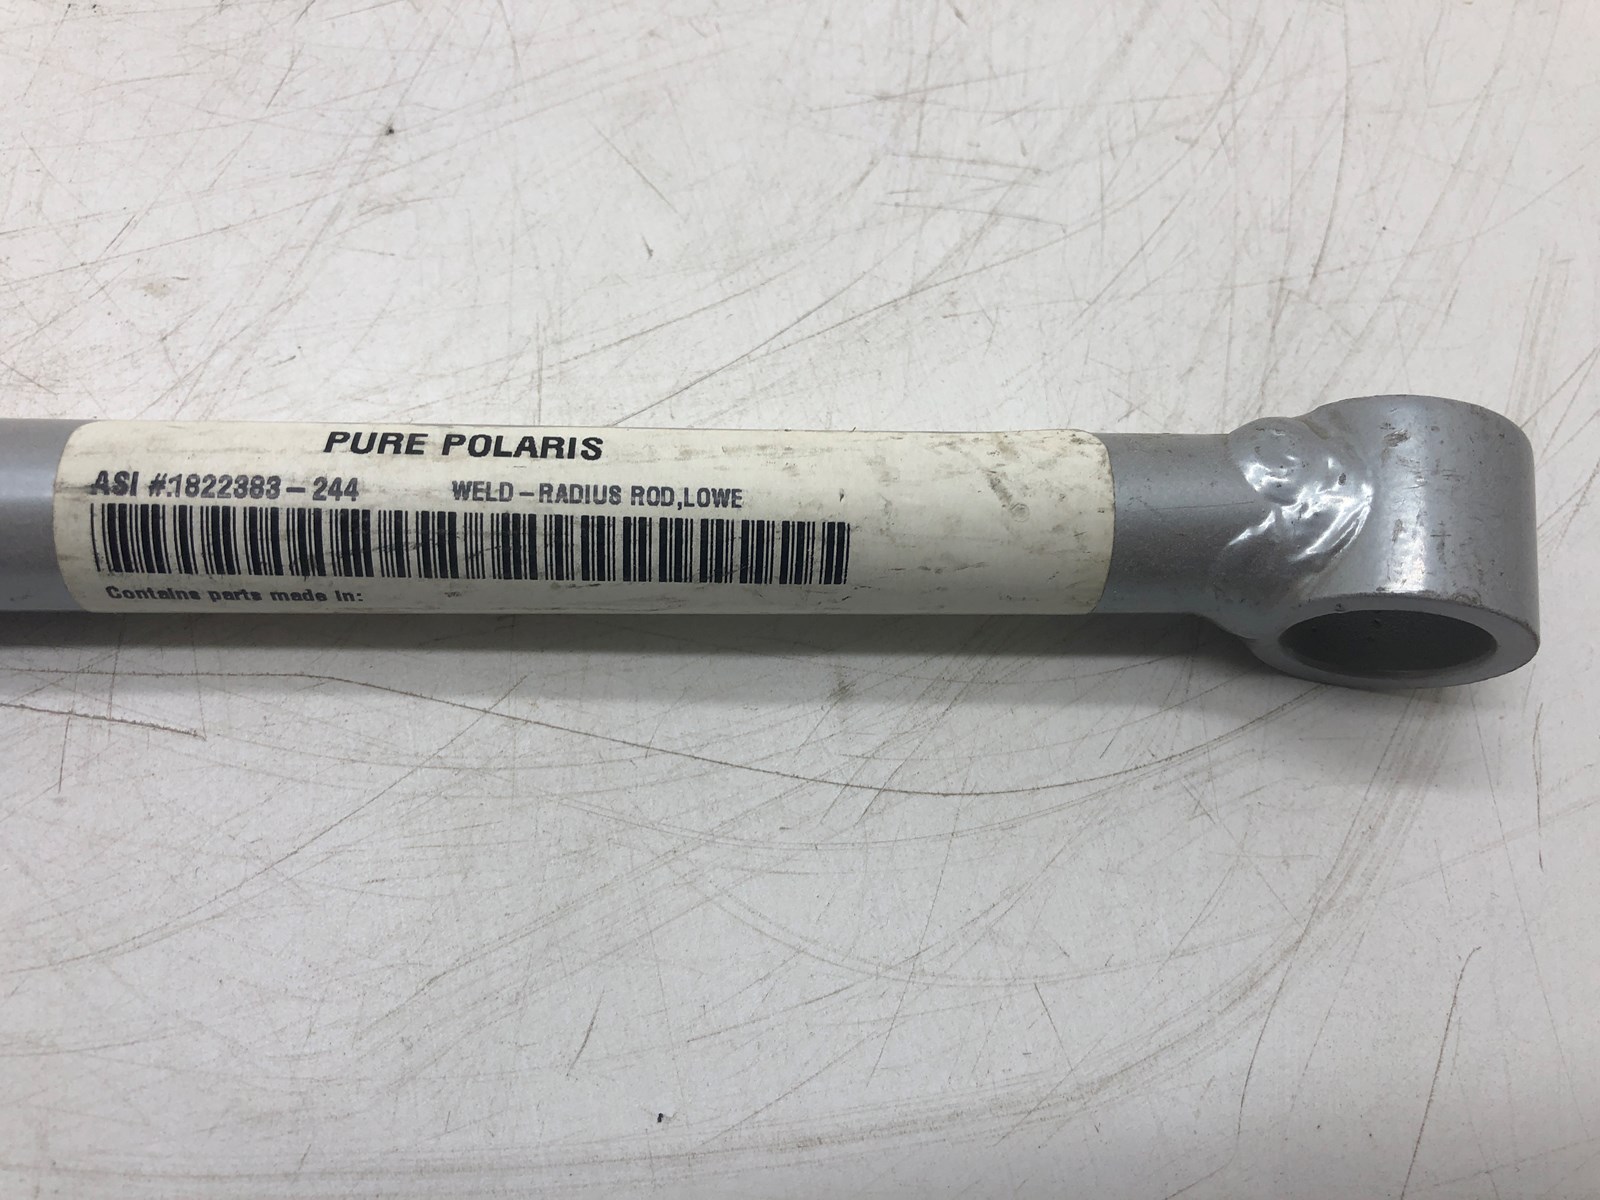 PURE POLARIS
ASI #:1822383-244 WELD-RADIUS ROD,LOWE
Contains parts made in: